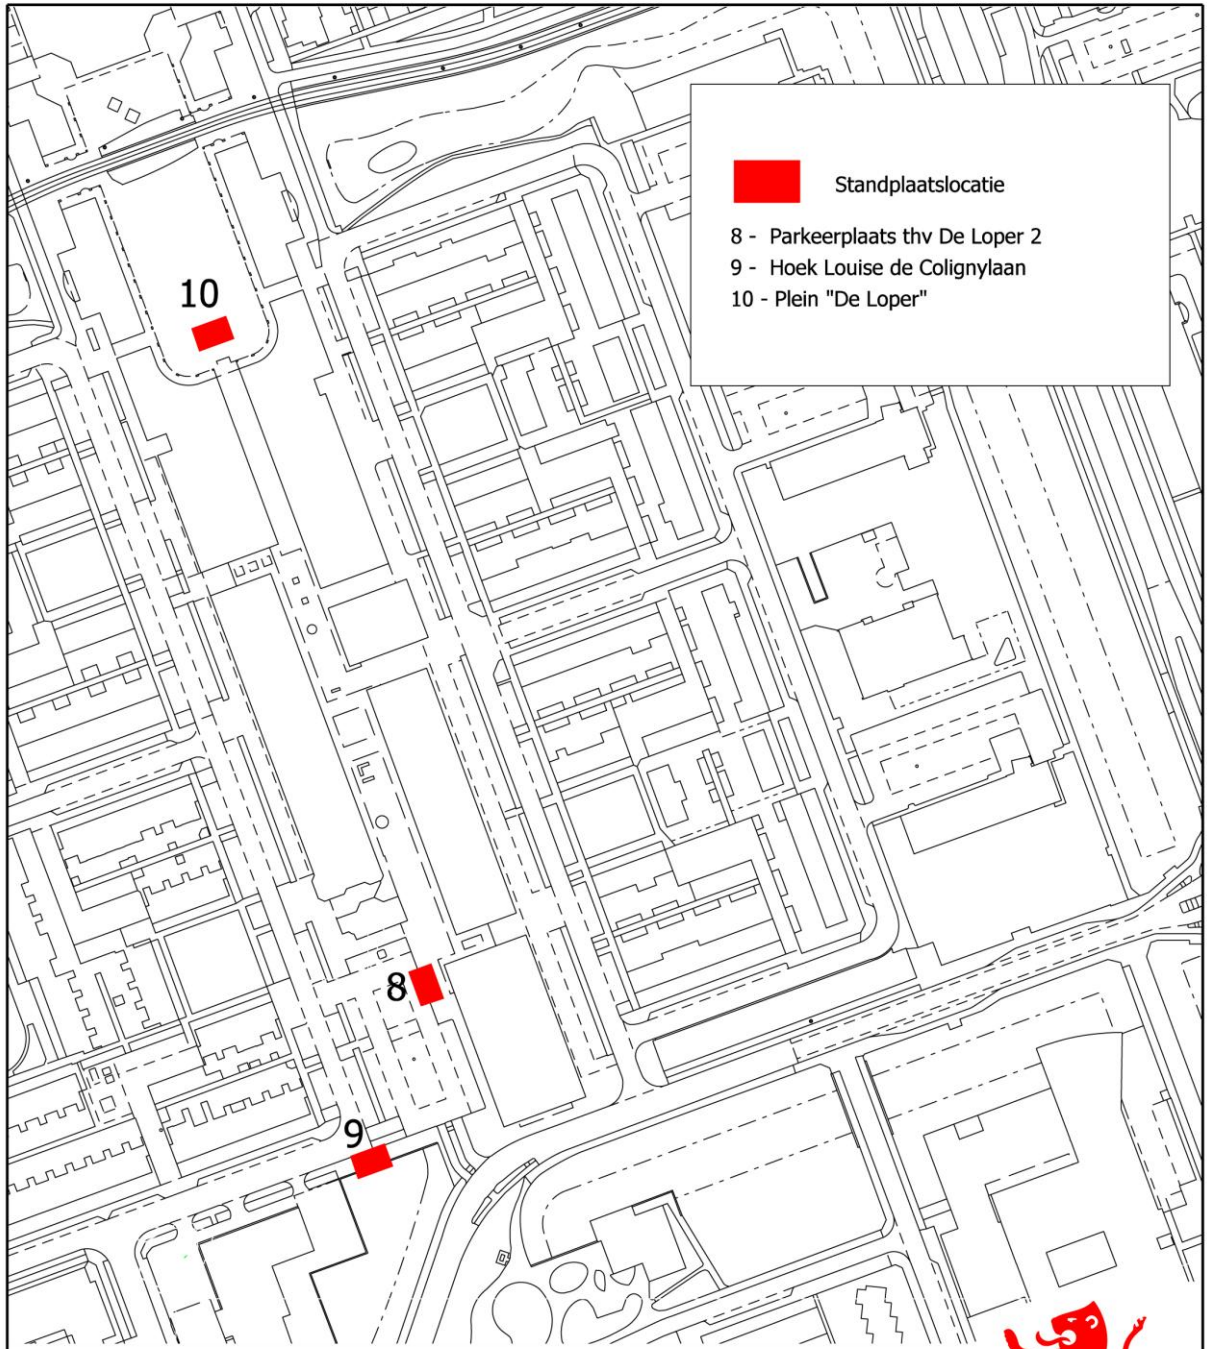 Standplaatslocatie
8 - Parkeerplaats thv De Loper 2
9 - Hoek Louise de Colignylaan
10 - Plein "De Loper"
10
8
9